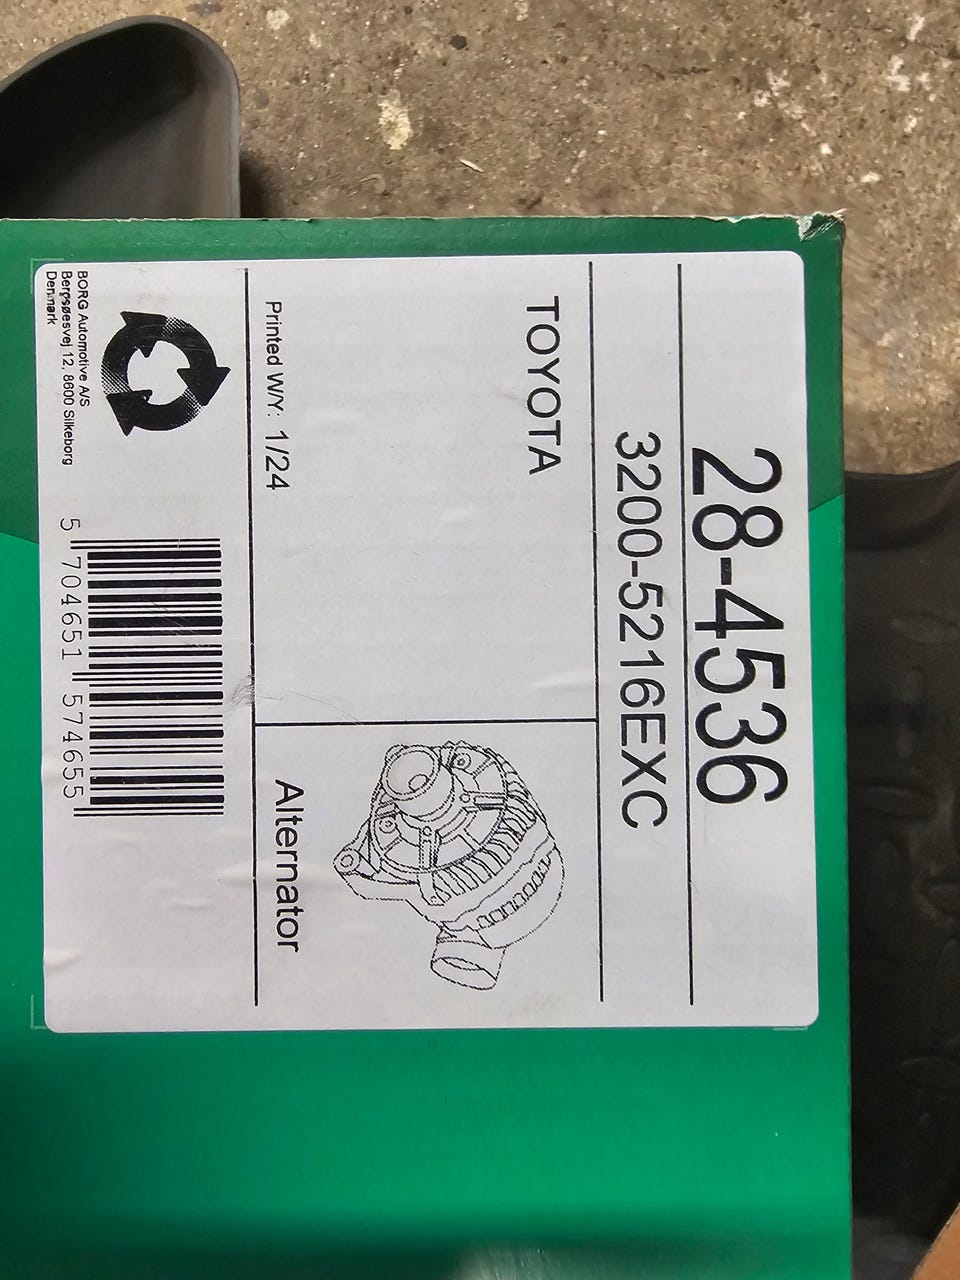 28-4536
3200-5216EXC
TOYOTA
Printed W/Y: 1/24
Alternator
BORG Automotive A/S
Bergsøesvej 12, 8600 Silkeborg
Denmark
5 704651 574655